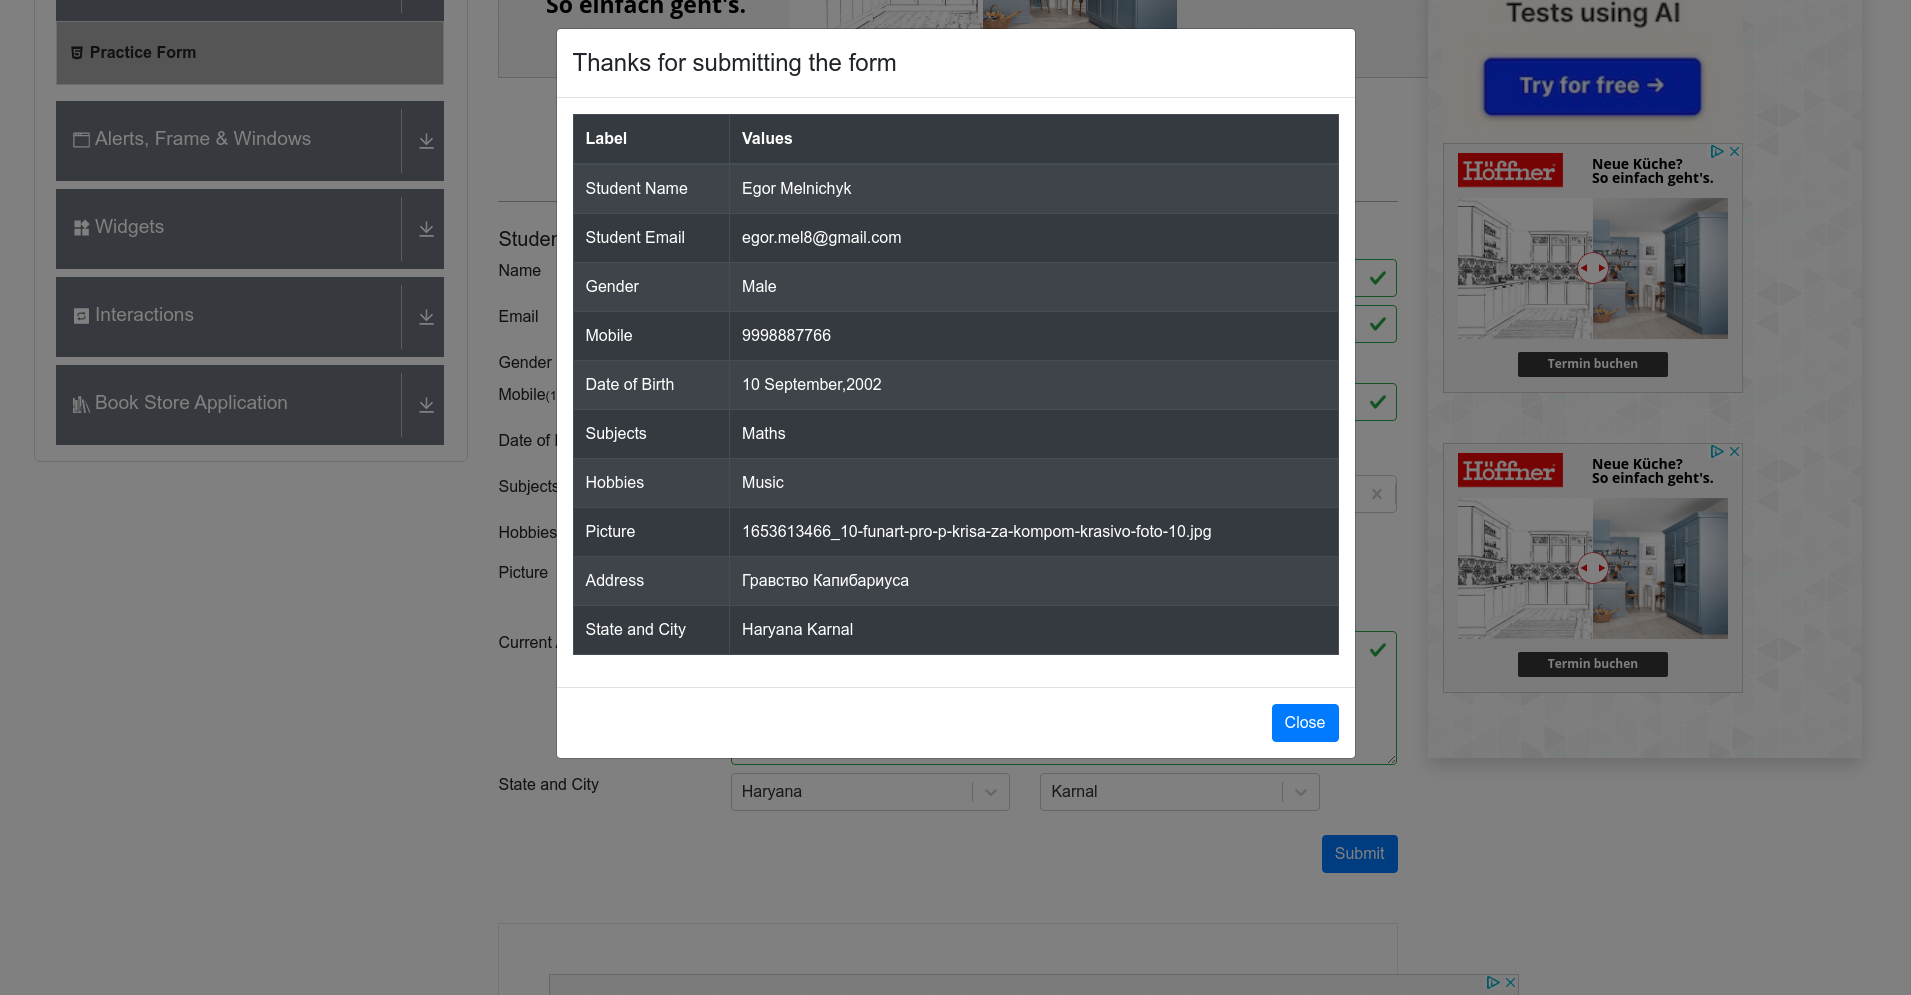 So einfach geht's.
Practice Form
Alerts, Frame & Windows
Widgets
Interactions
Book Store Application
Thanks for submitting the form
Label Values
Student Name Egor Melnichyk
Student Email egor.mel8@gmail.com
Gender Male
Mobile 9998887766
Date of Birth 10 September,2002
Subjects Maths
Hobbies Music
Picture 1653613466_10-funart-pro-p-krisa-za-kompom-krasivo-foto-10.jpg
Address Гравство Капибариуса
State and City Haryana Karnal
Close
Name
Email
Gender
Mobile(1
Date of
Subjects
Hobbies
Picture
Current
State and City Haryana Karnal
Submit
Tests using AI
Try for free →
Höffner
Neue Küche?
So einfach geht's.
Termin buchen
Höffner
Neue Küche?
So einfach geht's.
Termin buchen